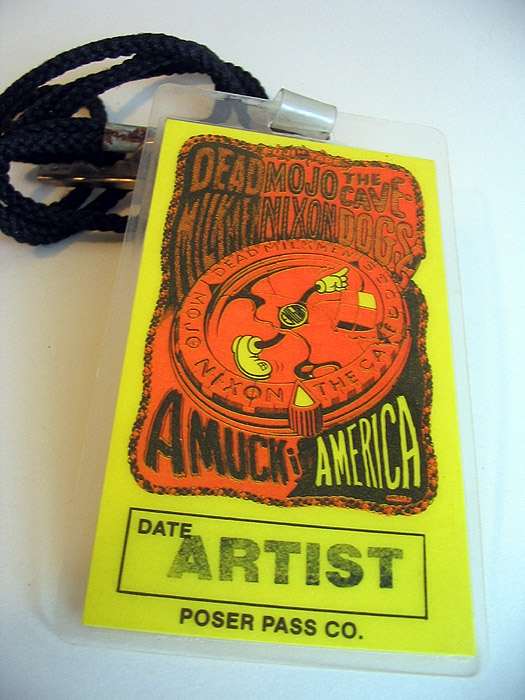 DEAD MILKMEN
MOJO NIXON
THE CAVE-DOGS
DEAD MILKMEN
MOJO NIXON
THE CAVE
AMUCK in AMERICA
DATE
ARTIST
POSER PASS CO.